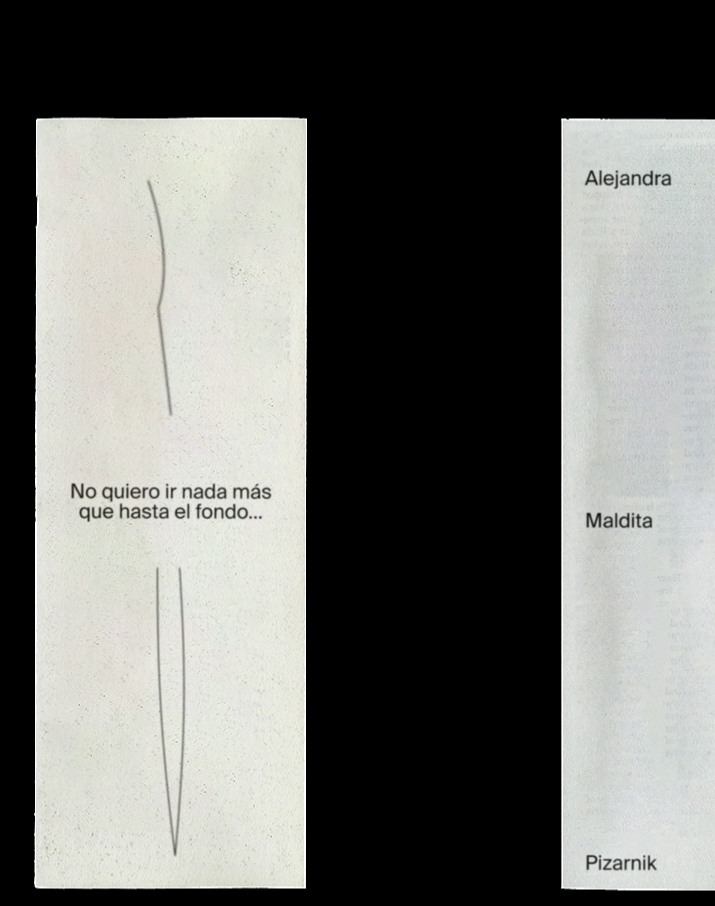 No quiero ir nada más
que hasta el fondo...
Alejandra
Maldita
Pizarnik